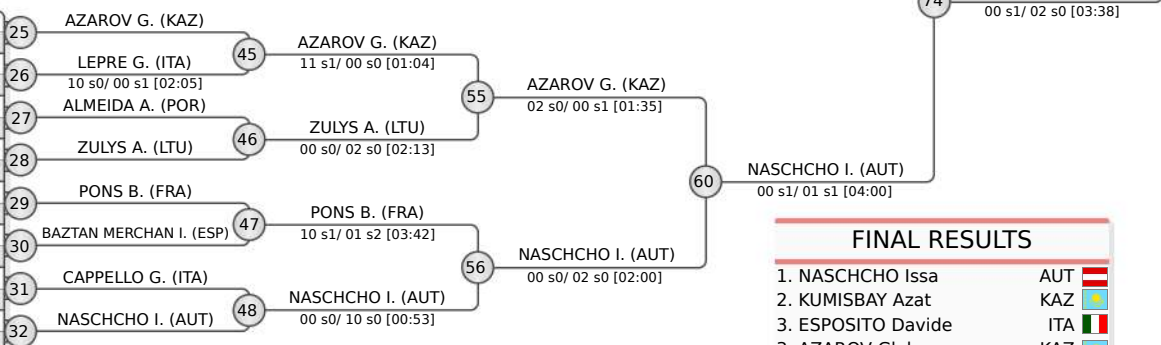 74
00 s1/ 02 s0 [03:38]
25
AZAROV G. (KAZ)
26
LEPRE G. (ITA)
10 s0/ 00 s1 [02:05]
27
ALMEIDA A. (POR)
28
ZULYS A. (LTU)
29
PONS B. (FRA)
30
BAZTAN MERCHAN I. (ESP)
31
CAPPELLO G. (ITA)
32
NASCHCHO I. (AUT)
45
AZAROV G. (KAZ)
11 s1/ 00 s0 [01:04]
46
ZULYS A. (LTU)
00 s0/ 02 s0 [02:13]
47
PONS B. (FRA)
10 s1/ 01 s2 [03:42]
48
NASCHCHO I. (AUT)
00 s0/ 10 s0 [00:53]
55
AZAROV G. (KAZ)
02 s0/ 00 s1 [01:35]
56
NASCHCHO I. (AUT)
00 s0/ 02 s0 [02:00]
60
NASCHCHO I. (AUT)
00 s1/ 01 s1 [04:00]
FINAL RESULTS
1. NASCHCHO Issa AUT
2. KUMISBAY Azat KAZ
3. ESPOSITO Davide ITA
3. AZAROV KAZ